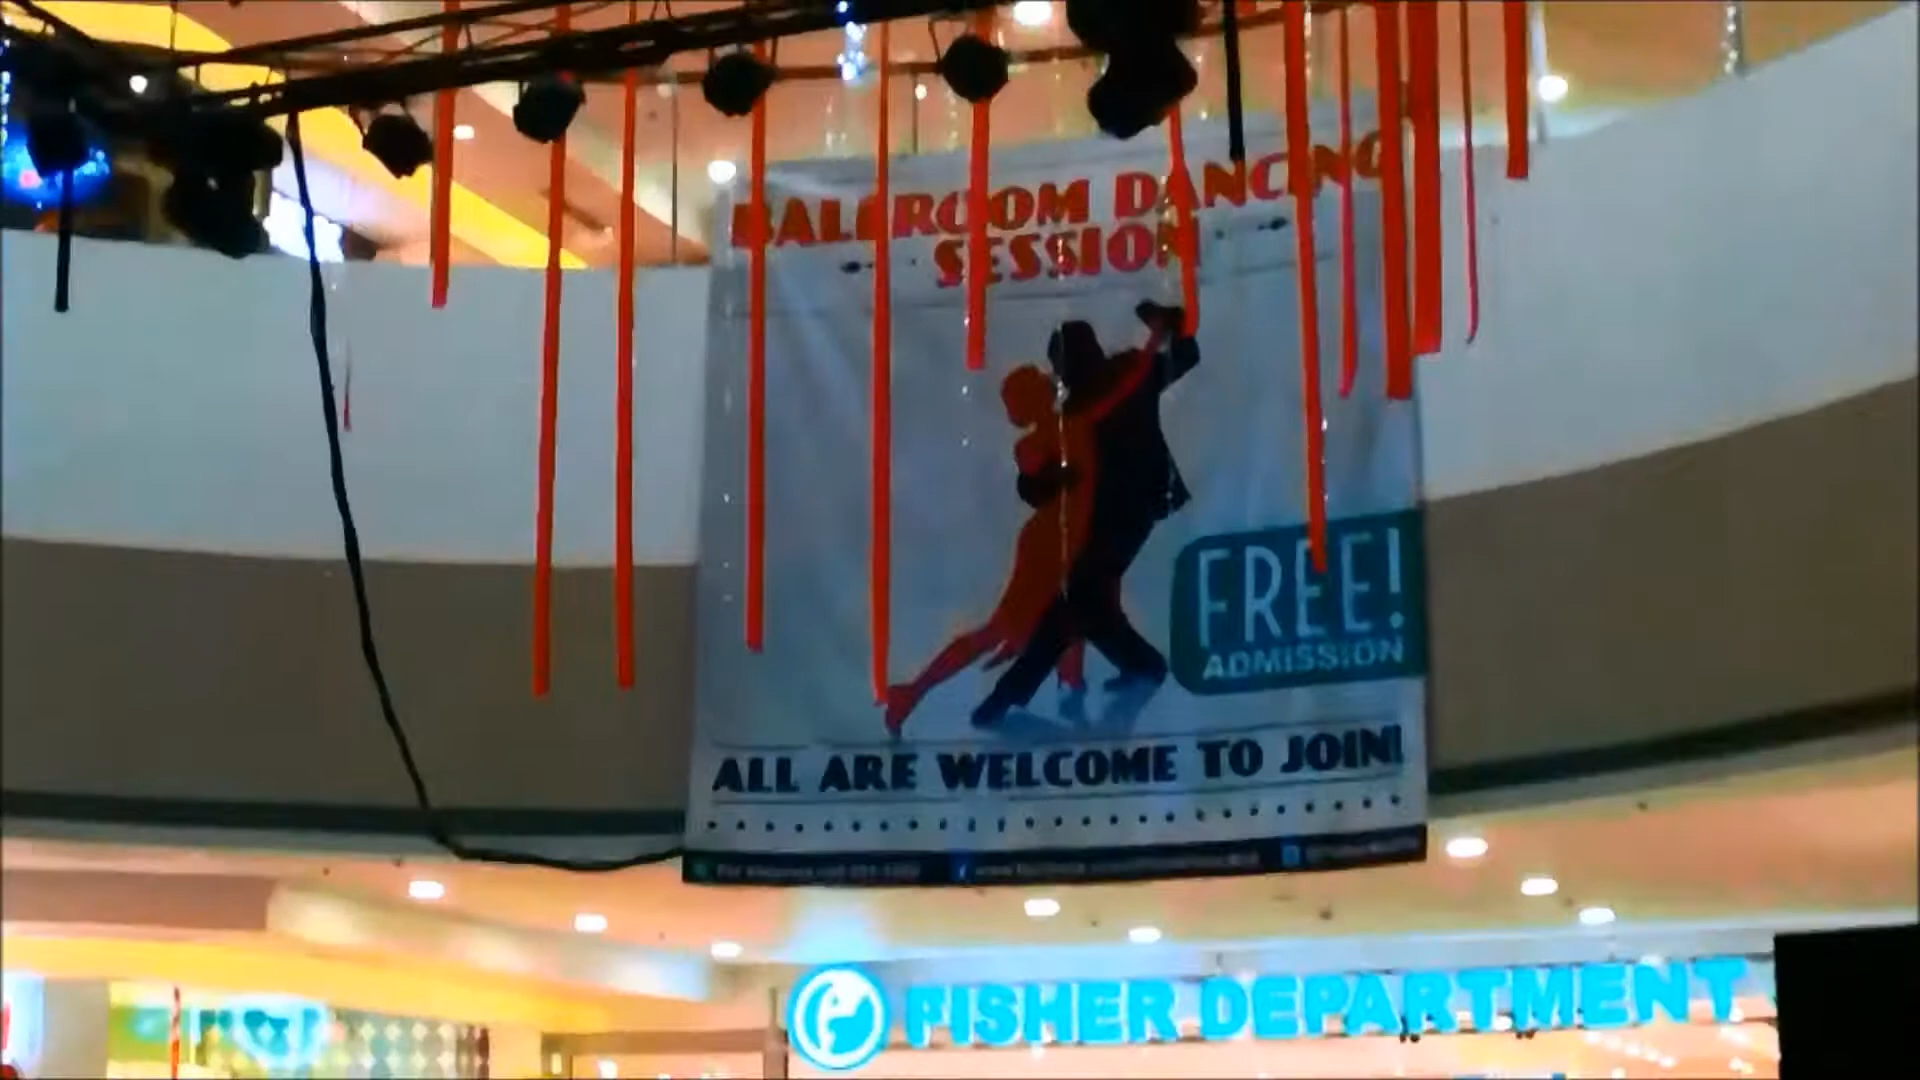 BALLROOM DANCING
SESSION
FREE!
ADMISSION
ALL ARE WELCOME TO JOIN!
FISHER DEPARTMENT